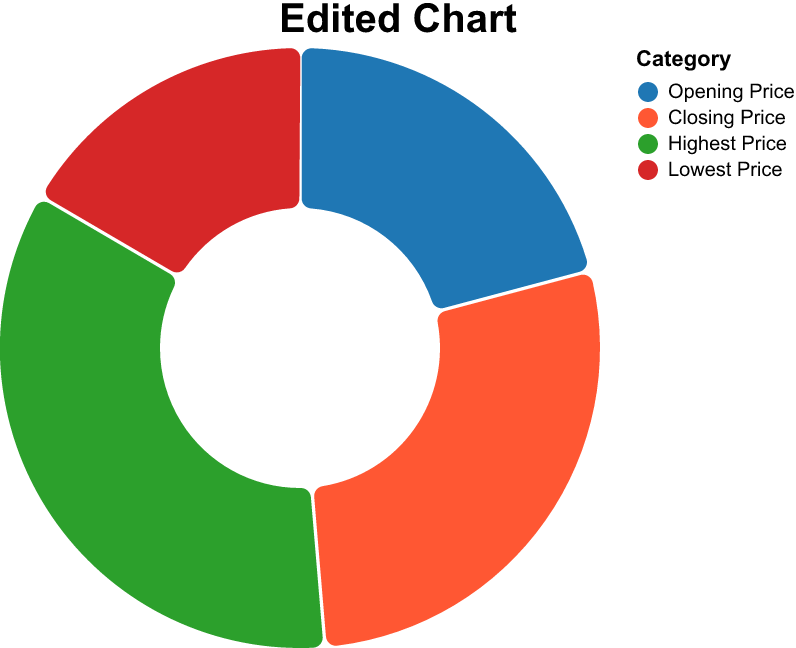 Edited Chart
Category
Opening Price
Closing Price
Highest Price
Lowest Price